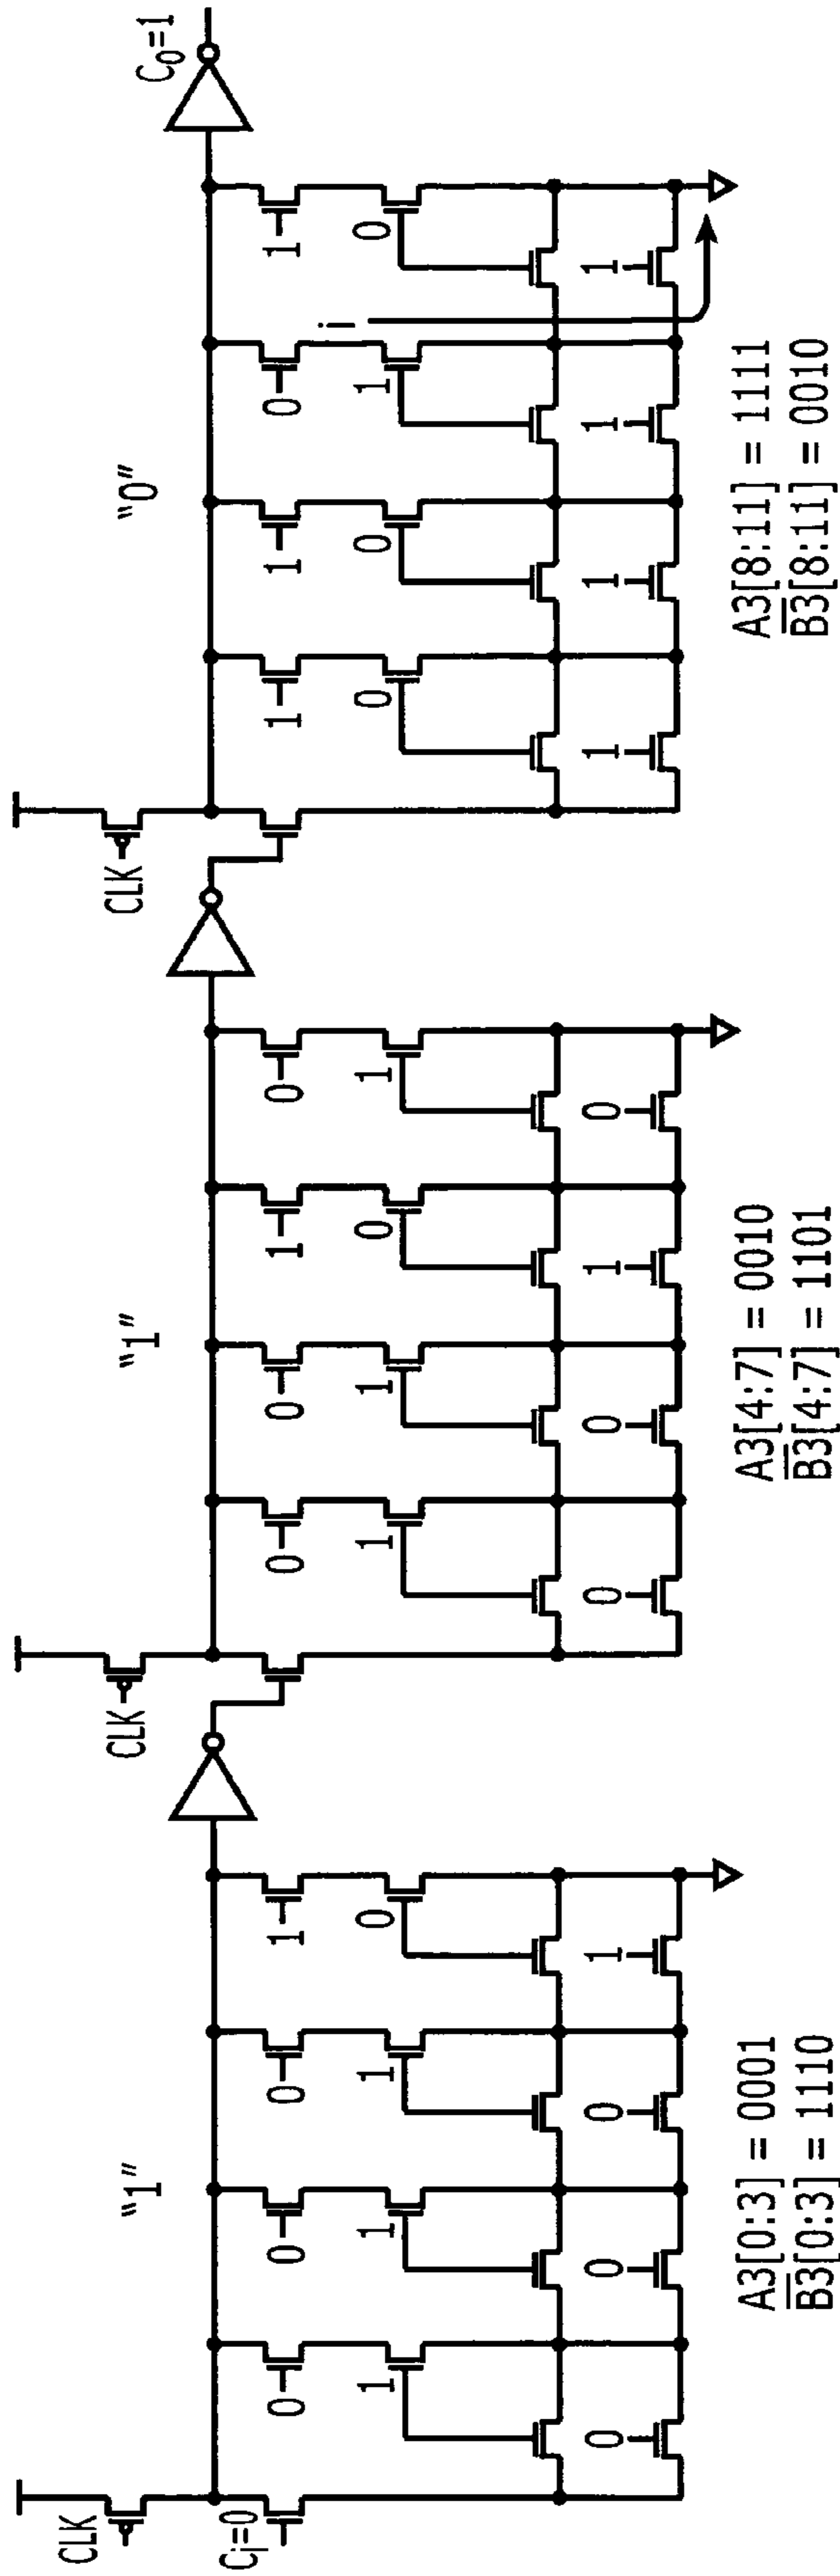 CLK "1" CLK "1" CLK "0" C₀=1
Cᵢ=0
0 0 0 1 0 0 1 0 1 1 0 1
i
1 1 1 0 1 1 0 1 0 0 1 0
0 0 0 1 0 0 1 0 1 1 1 1
A3[0:3] = 0001 A3[4:7] = 0010 A3[8:11] = 1111
B̅3[0:3] = 1110 B̅3[4:7] = 1101 B̅3[8:11] = 0010